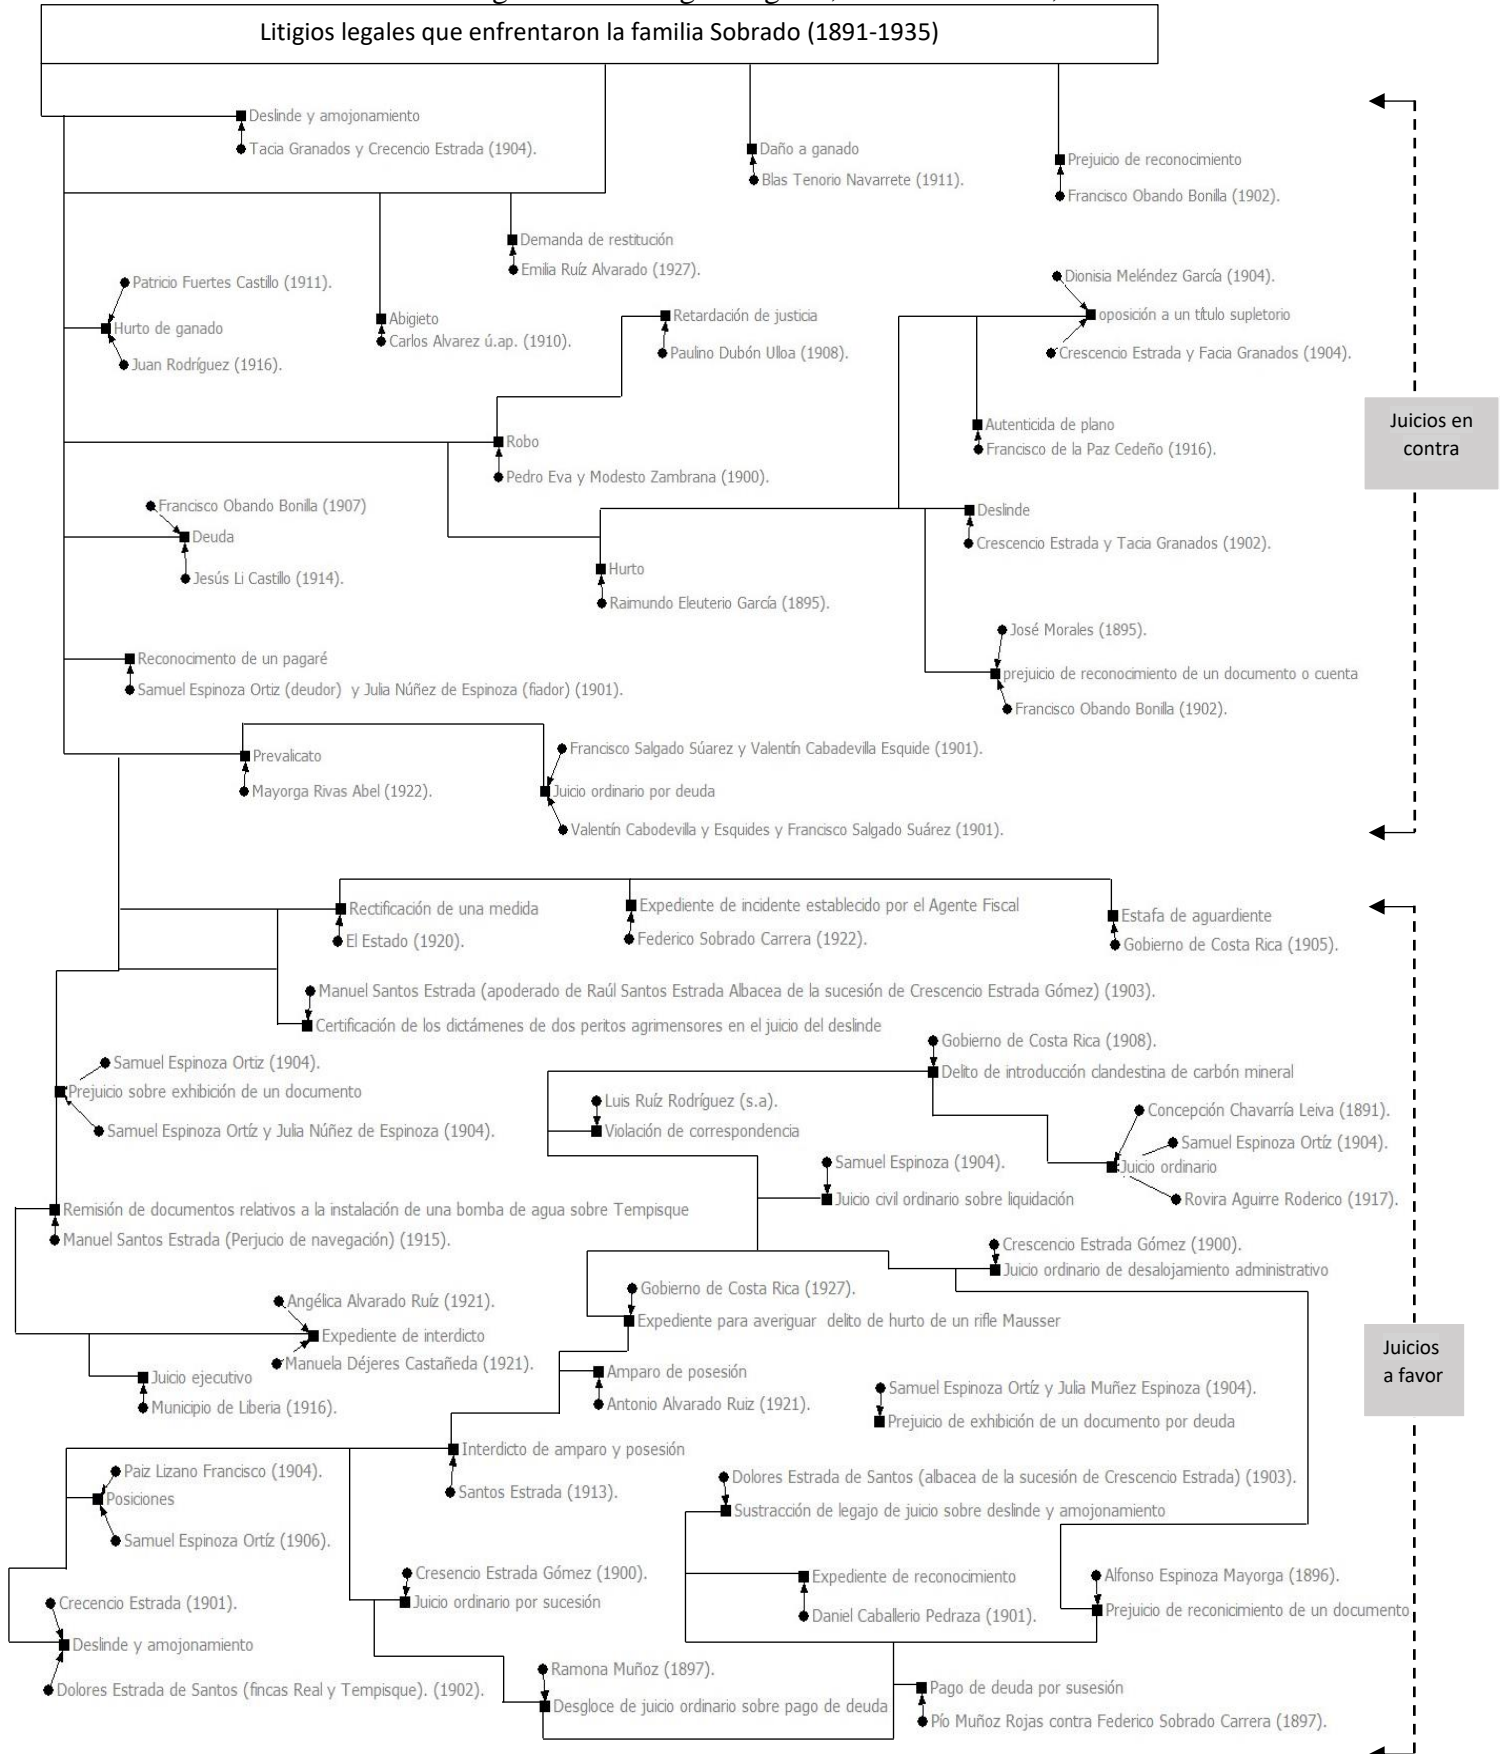 Litigios legales que enfrentaron la familia Sobrado (1891-1935)
Deslinde y amojonamiento
Tacia Granados y Crecencio Estrada (1904).
Daño a ganado
Blas Tenorio Navarrete (1911).
Prejuicio de reconocimiento
Francisco Obando Bonilla (1902).
Demanda de restitución
Emilia Ruíz Alvarado (1927).
Patricio Fuertes Castillo (1911).
Hurto de ganado
Juan Rodríguez (1916).
Abigieto
Carlos Alvarez ú.ap. (1910).
Retardación de justicia
Paulino Dubón Ulloa (1908).
Dionisia Meléndez García (1904).
oposición a un título supletorio
Crescencio Estrada y Facia Granados (1904).
Autenticida de plano
Francisco de la Paz Cedeño (1916).
Juicios en
contra
Robo
Pedro Eva y Modesto Zambrana (1900).
Francisco Obando Bonilla (1907)
Deuda
Jesús Li Castillo (1914).
Deslinde
Crescencio Estrada y Tacia Granados (1902).
Hurto
Raimundo Eleuterio García (1895).
José Morales (1895).
prejuicio de reconocimiento de un documento o cuenta
Francisco Obando Bonilla (1902).
Reconocimento de un pagaré
Samuel Espinoza Ortiz (deudor) y Julia Núñez de Espinoza (fiador) (1901).
Prevalicato
Mayorga Rivas Abel (1922).
Francisco Salgado Súarez y Valentín Cabadevilla Esquide (1901).
Juicio ordinario por deuda
Valentín Cabodevilla y Esquides y Francisco Salgado Suárez (1901).
Rectificación de una medida
El Estado (1920).
Expediente de incidente establecido por el Agente Fiscal
Federico Sobrado Carrera (1922).
Estafa de aguardiente
Gobierno de Costa Rica (1905).
Manuel Santos Estrada (apoderado de Raúl Santos Estrada Albacea de la sucesión de Crescencio Estrada Gómez) (1903).
Certificación de los dictámenes de dos peritos agrimensores en el juicio del deslinde
Samuel Espinoza Ortiz (1904).
Prejuicio sobre exhibición de un documento
Samuel Espinoza Ortíz y Julia Núñez de Espinoza (1904).
Gobierno de Costa Rica (1908).
Delito de introducción clandestina de carbón mineral
Luis Ruíz Rodríguez (s.a).
Violación de correspondencia
Concepción Chavarría Leiva (1891).
Samuel Espinoza Ortíz (1904).
Juicio ordinario
Rovira Aguirre Roderico (1917).
Samuel Espinoza (1904).
Juicio civil ordinario sobre liquidación
Remisión de documentos relativos a la instalación de una bomba de agua sobre Tempisque
Manuel Santos Estrada (Perjucio de navegación) (1915).
Crescencio Estrada Gómez (1900).
Juicio ordinario de desalojamiento administrativo
Gobierno de Costa Rica (1927).
Expediente para averiguar delito de hurto de un rifle Mausser
Angélica Alvarado Ruíz (1921).
Expediente de interdicto
Manuela Déjeres Castañeda (1921).
Juicio ejecutivo
Municipio de Liberia (1916).
Amparo de posesión
Antonio Alvarado Ruiz (1921).
Juicios
a favor
Samuel Espinoza Ortíz y Julia Muñez Espinoza (1904).
Prejuicio de exhibición de un documento por deuda
Interdicto de amparo y posesión
Santos Estrada (1913).
Paiz Lizano Francisco (1904).
Posiciones
Samuel Espinoza Ortíz (1906).
Dolores Estrada de Santos (albacea de la sucesión de Crescencio Estrada) (1903).
Sustracción de legajo de juicio sobre deslinde y amojonamiento
Cresencio Estrada Gómez (1900).
Juicio ordinario por sucesión
Expediente de reconocimiento
Daniel Caballerio Pedraza (1901).
Alfonso Espinoza Mayorga (1896).
Prejuicio de reconicimiento de un documento
Crecencio Estrada (1901).
Deslinde y amojonamiento
Dolores Estrada de Santos (fincas Real y Tempisque). (1902).
Ramona Muñoz (1897).
Desgloce de juicio ordinario sobre pago de deuda
Pago de deuda por susesión
Pío Muñoz Rojas contra Federico Sobrado Carrera (1897).